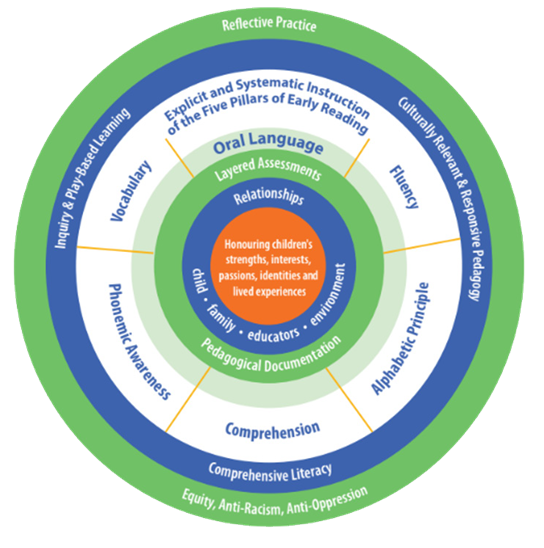 Reflective Practice
Inquiry & Play-Based Learning
Culturally Relevant & Responsive Pedagogy
Explicit and Systematic Instruction
of the Five Pillars of Early Reading
Oral Language
Vocabulary
Fluency
Layered Assessments
Relationships
Honouring children's
strengths, interests,
passions, identities and
lived experiences
child • family • educators • environment
Pedagogical Documentation
Phonemic Awareness
Alphabetic Principle
Comprehension
Comprehensive Literacy
Equity, Anti-Racism, Anti-Oppression